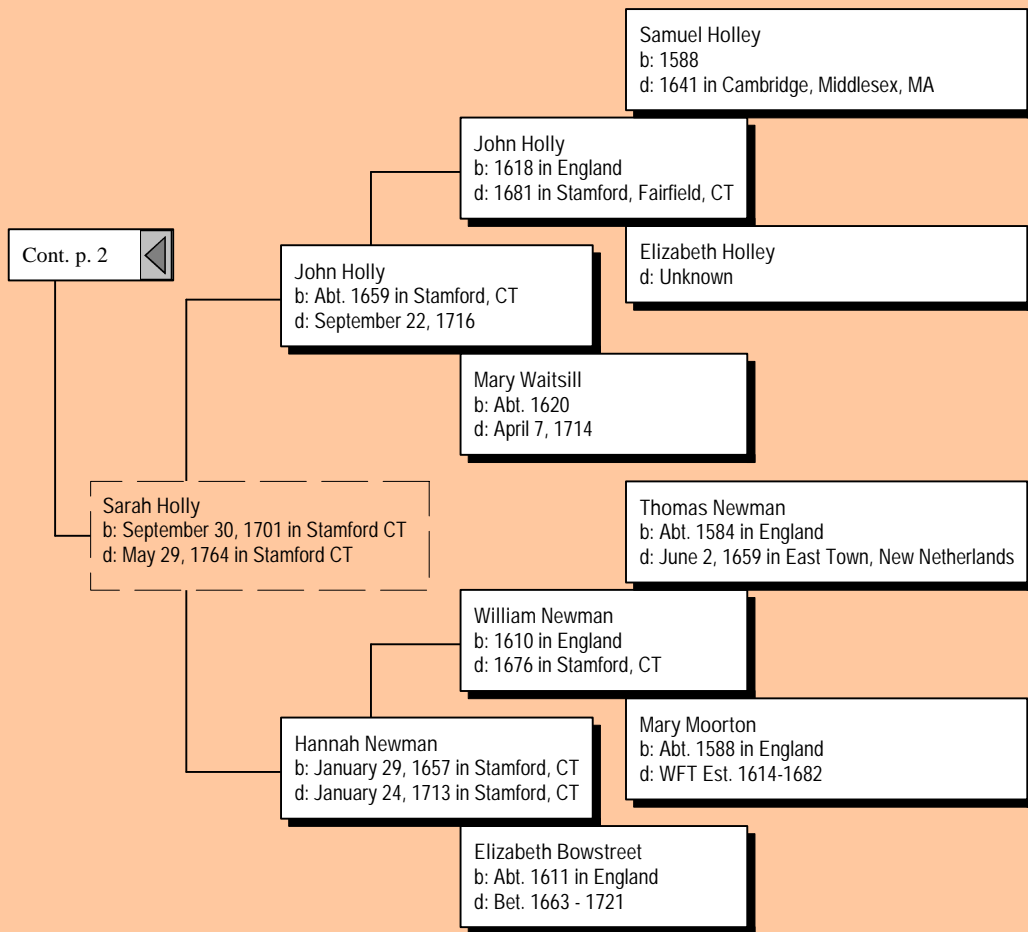 Samuel Holley
b: 1588
d: 1641 in Cambridge, Middlesex, MA
John Holly
b: 1618 in England
d: 1681 in Stamford, Fairfield, CT
Elizabeth Holley
d: Unknown
Cont. p. 2
John Holly
b: Abt. 1659 in Stamford, CT
d: September 22, 1716
Mary Waitsill
b: Abt. 1620
d: April 7, 1714
Sarah Holly
b: September 30, 1701 in Stamford CT
d: May 29, 1764 in Stamford CT
Thomas Newman
b: Abt. 1584 in England
d: June 2, 1659 in East Town, New Netherlands
William Newman
b: 1610 in England
d: 1676 in Stamford, CT
Mary Moorton
b: Abt. 1588 in England
d: WFT Est. 1614-1682
Hannah Newman
b: January 29, 1657 in Stamford, CT
d: January 24, 1713 in Stamford, CT
Elizabeth Bowstreet
b: Abt. 1611 in England
d: Bet. 1663 - 1721